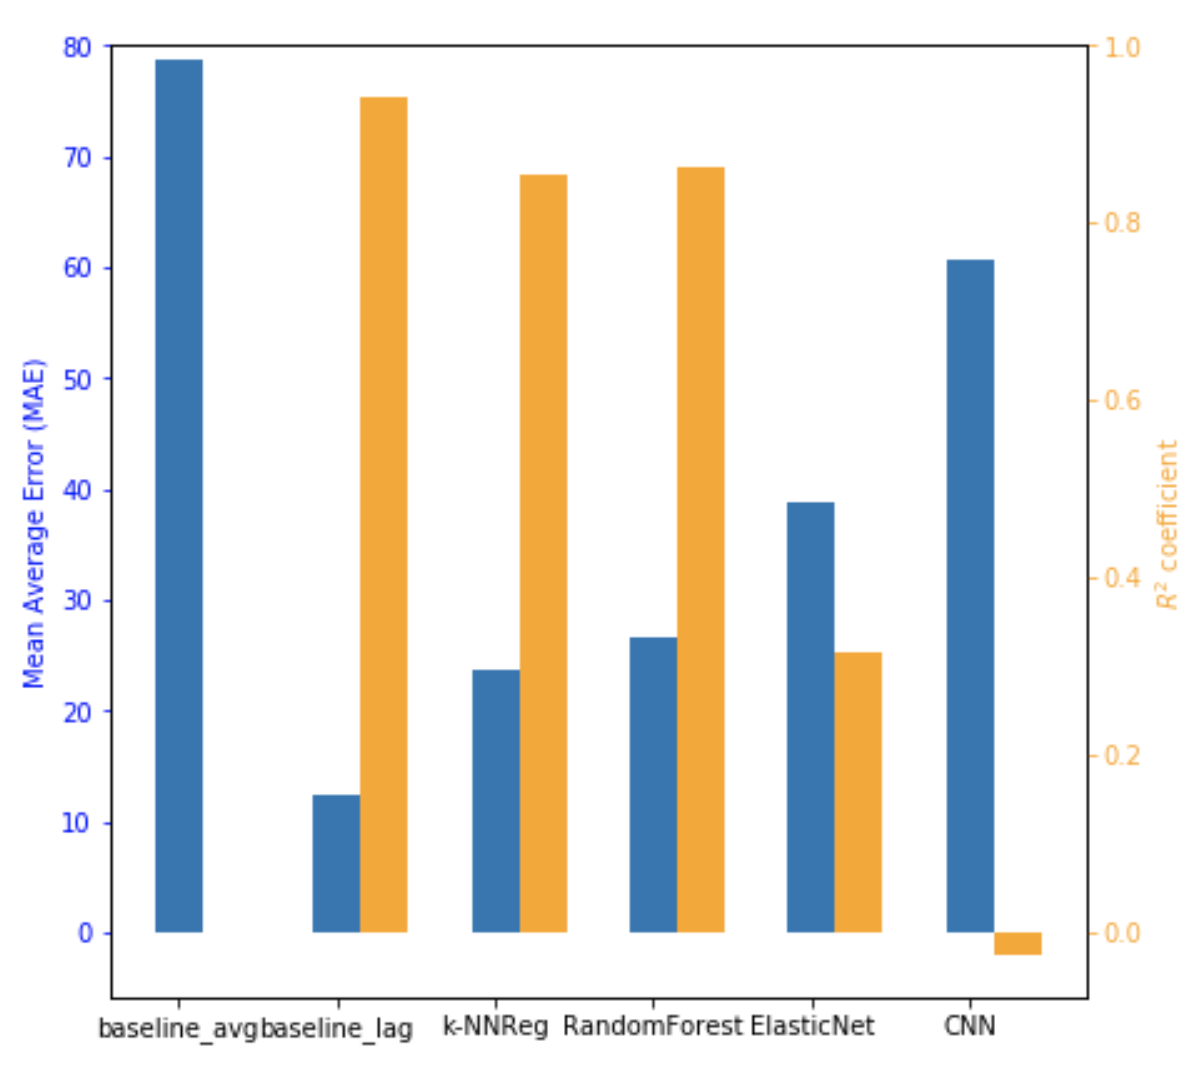 80
70
60
50
40
30
20
10
0
Mean Average Error (MAE)
1.0
0.8
0.6
0.4
0.2
0.0
R² coefficient
baseline_avg
baseline_lag
k-NNReg
RandomForest
ElasticNet
CNN